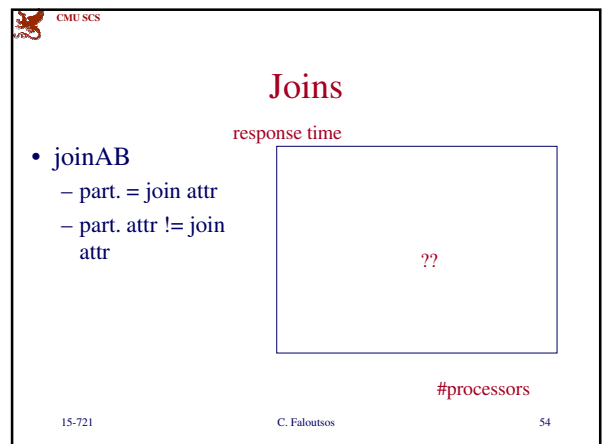 CMU SCS
Joins
response time
• joinAB
– part. = join attr
– part. attr != join
attr
??
#processors
15-721 C. Faloutsos 54